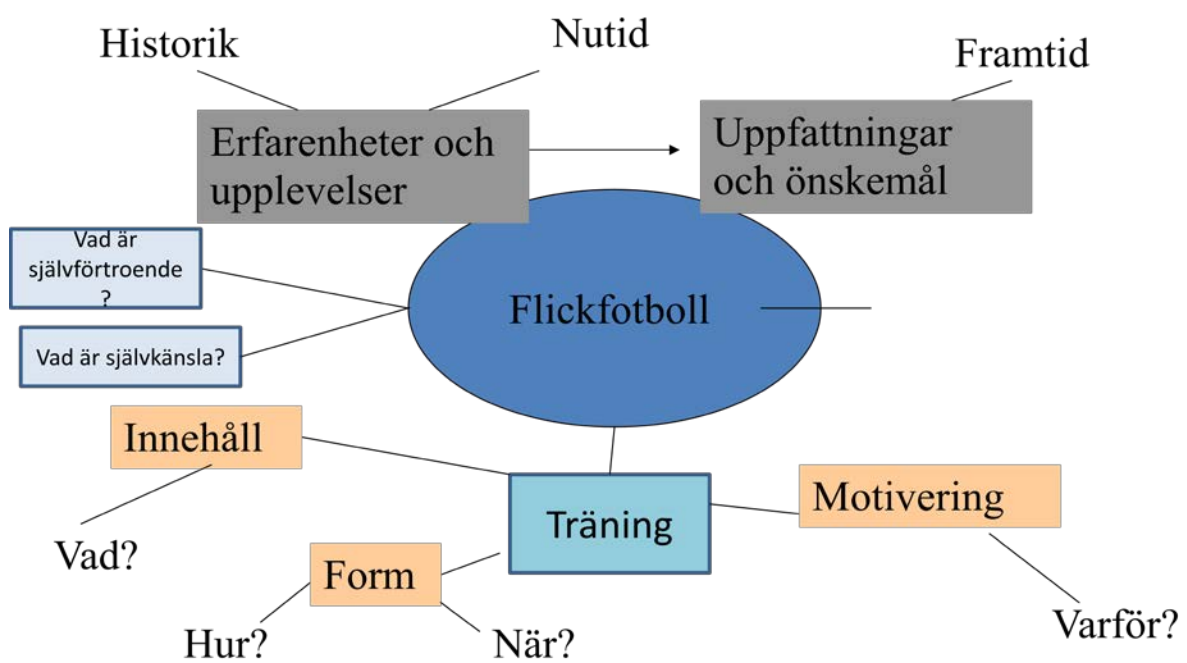 Historik
Nutid
Framtid
Erfarenheter och
upplevelser
Uppfattningar
och önskemål
Vad är
självförtroende
?
Flickfotboll
Vad är självkänsla?
Innehåll
Träning
Motivering
Vad?
Form
Hur?
När?
Varför?